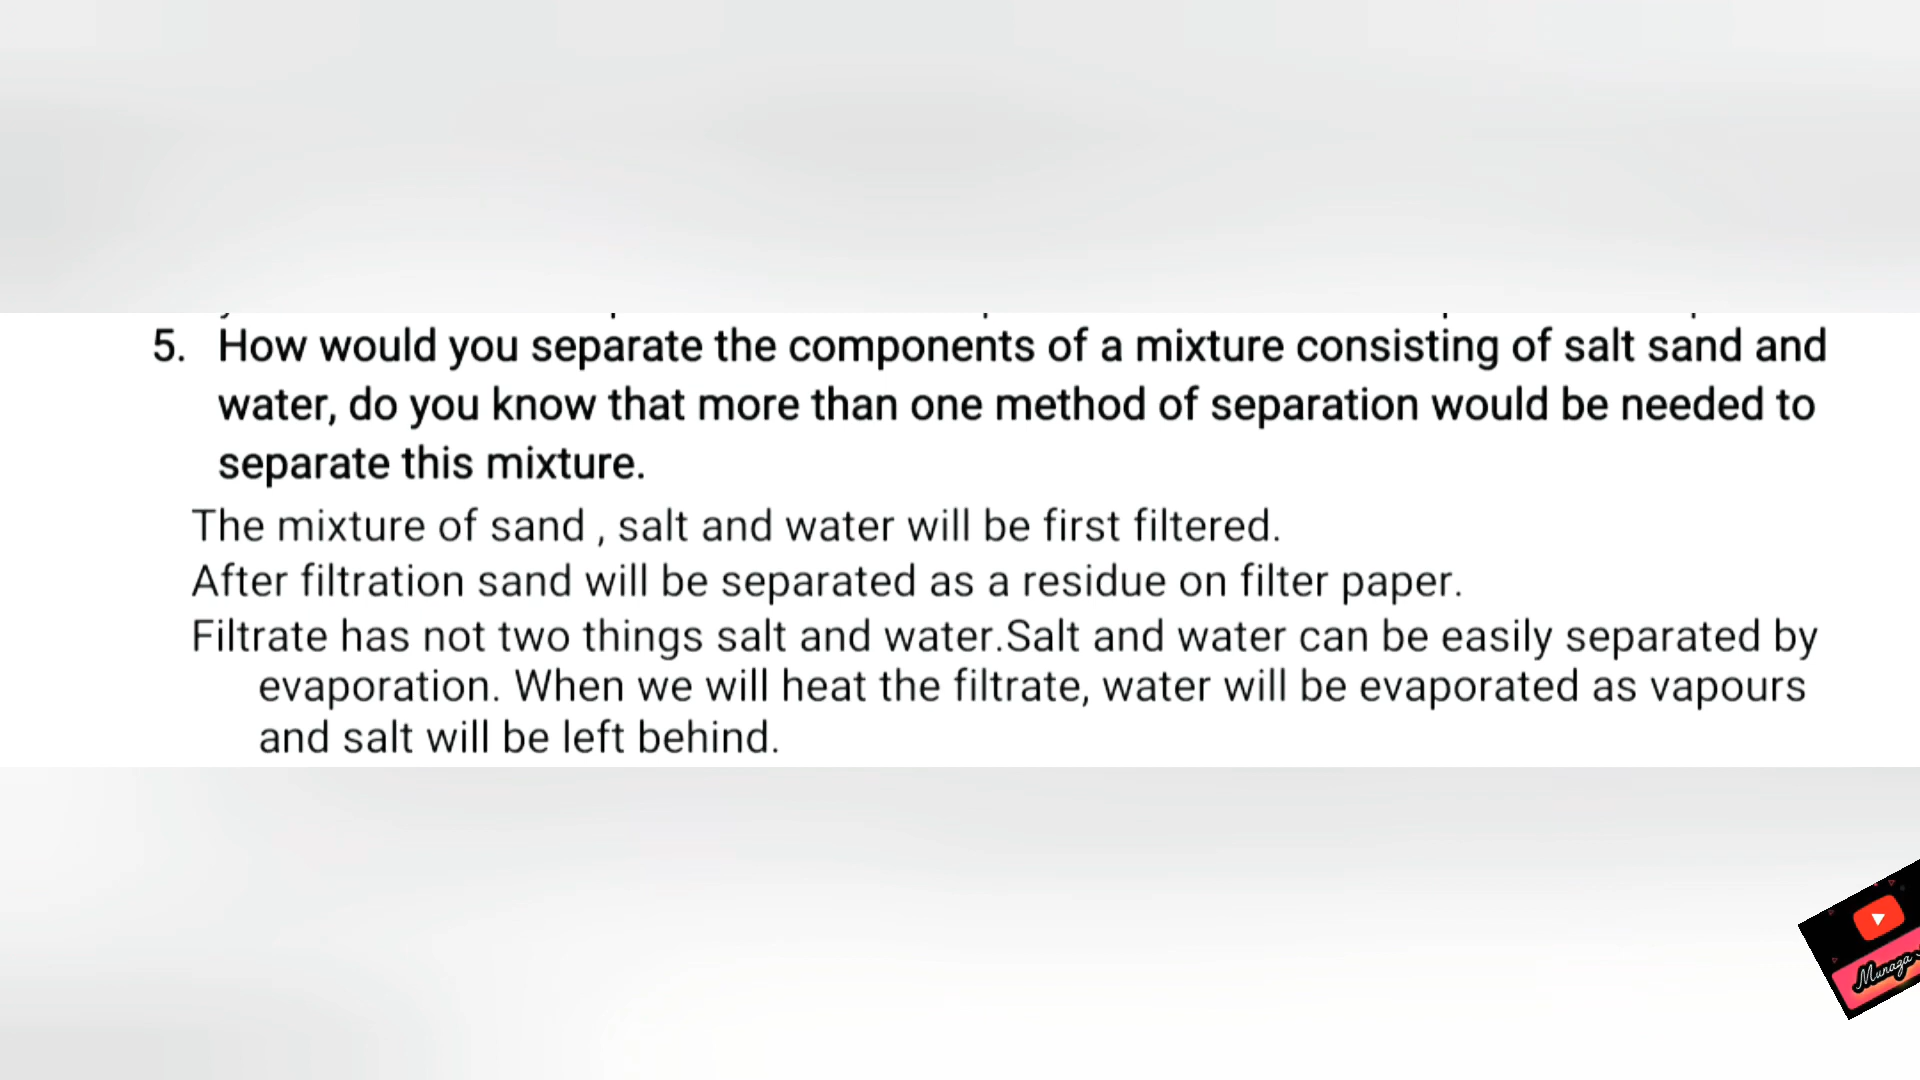 5. How would you separate the components of a mixture consisting of salt sand and
water, do you know that more than one method of separation would be needed to
separate this mixture.
The mixture of sand , salt and water will be first filtered.
After filtration sand will be separated as a residue on filter paper.
Filtrate has not two things salt and water.Salt and water can be easily separated by
evaporation. When we will heat the filtrate, water will be evaporated as vapours
and salt will be left behind.
Munaza